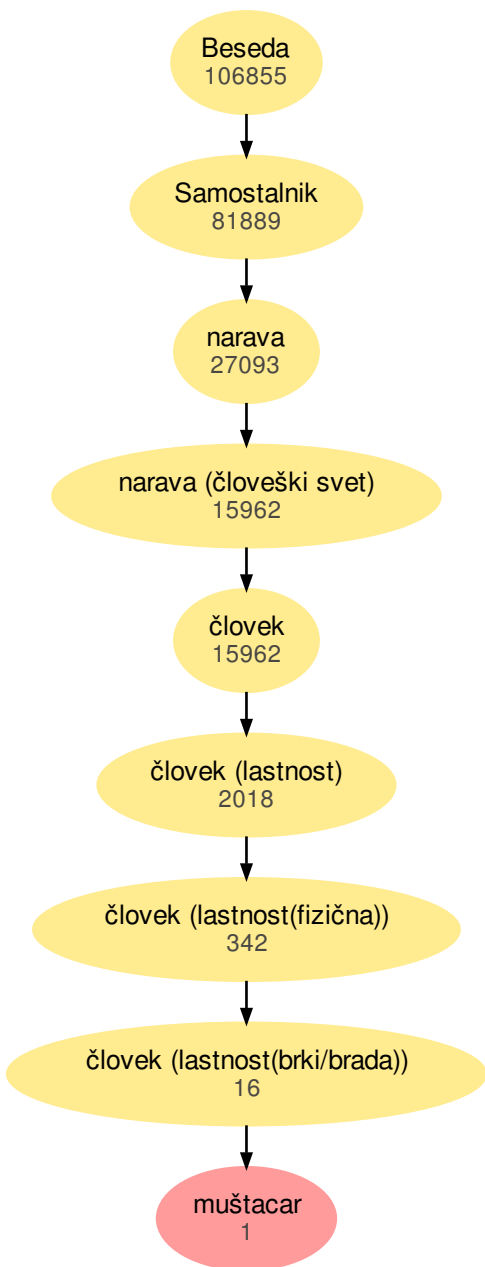 Beseda
106855
Samostalnik
81889
narava
27093
narava (človeški svet)
15962
človek
15962
človek (lastnost)
2018
človek (lastnost(fizična))
342
človek (lastnost(brki/brada))
16
muštacar
1